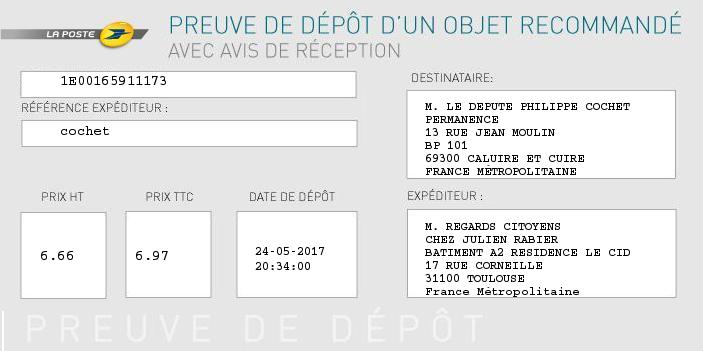 LA POSTE
PREUVE DE DÉPÔT D'UN OBJET RECOMMANDÉ
AVEC AVIS DE RÉCEPTION
1E00165911173
RÉFÉRENCE EXPÉDITEUR :
cochet
DESTINATAIRE:
M. LE DEPUTE PHILIPPE COCHET
PERMANENCE
13 RUE JEAN MOULIN
BP 101
69300 CALUIRE ET CUIRE
FRANCE MÉTROPOLITAINE
PRIX HT
6.66
PRIX TTC
6.97
DATE DE DÉPÔT
24-05-2017
20:34:00
EXPÉDITEUR :
M. REGARDS CITOYENS
CHEZ JULIEN RABIER
BATIMENT A2 RESIDENCE LE CID
17 RUE CORNEILLE
31100 TOULOUSE
France Métropolitaine
PREUVE DE DÉPÔT